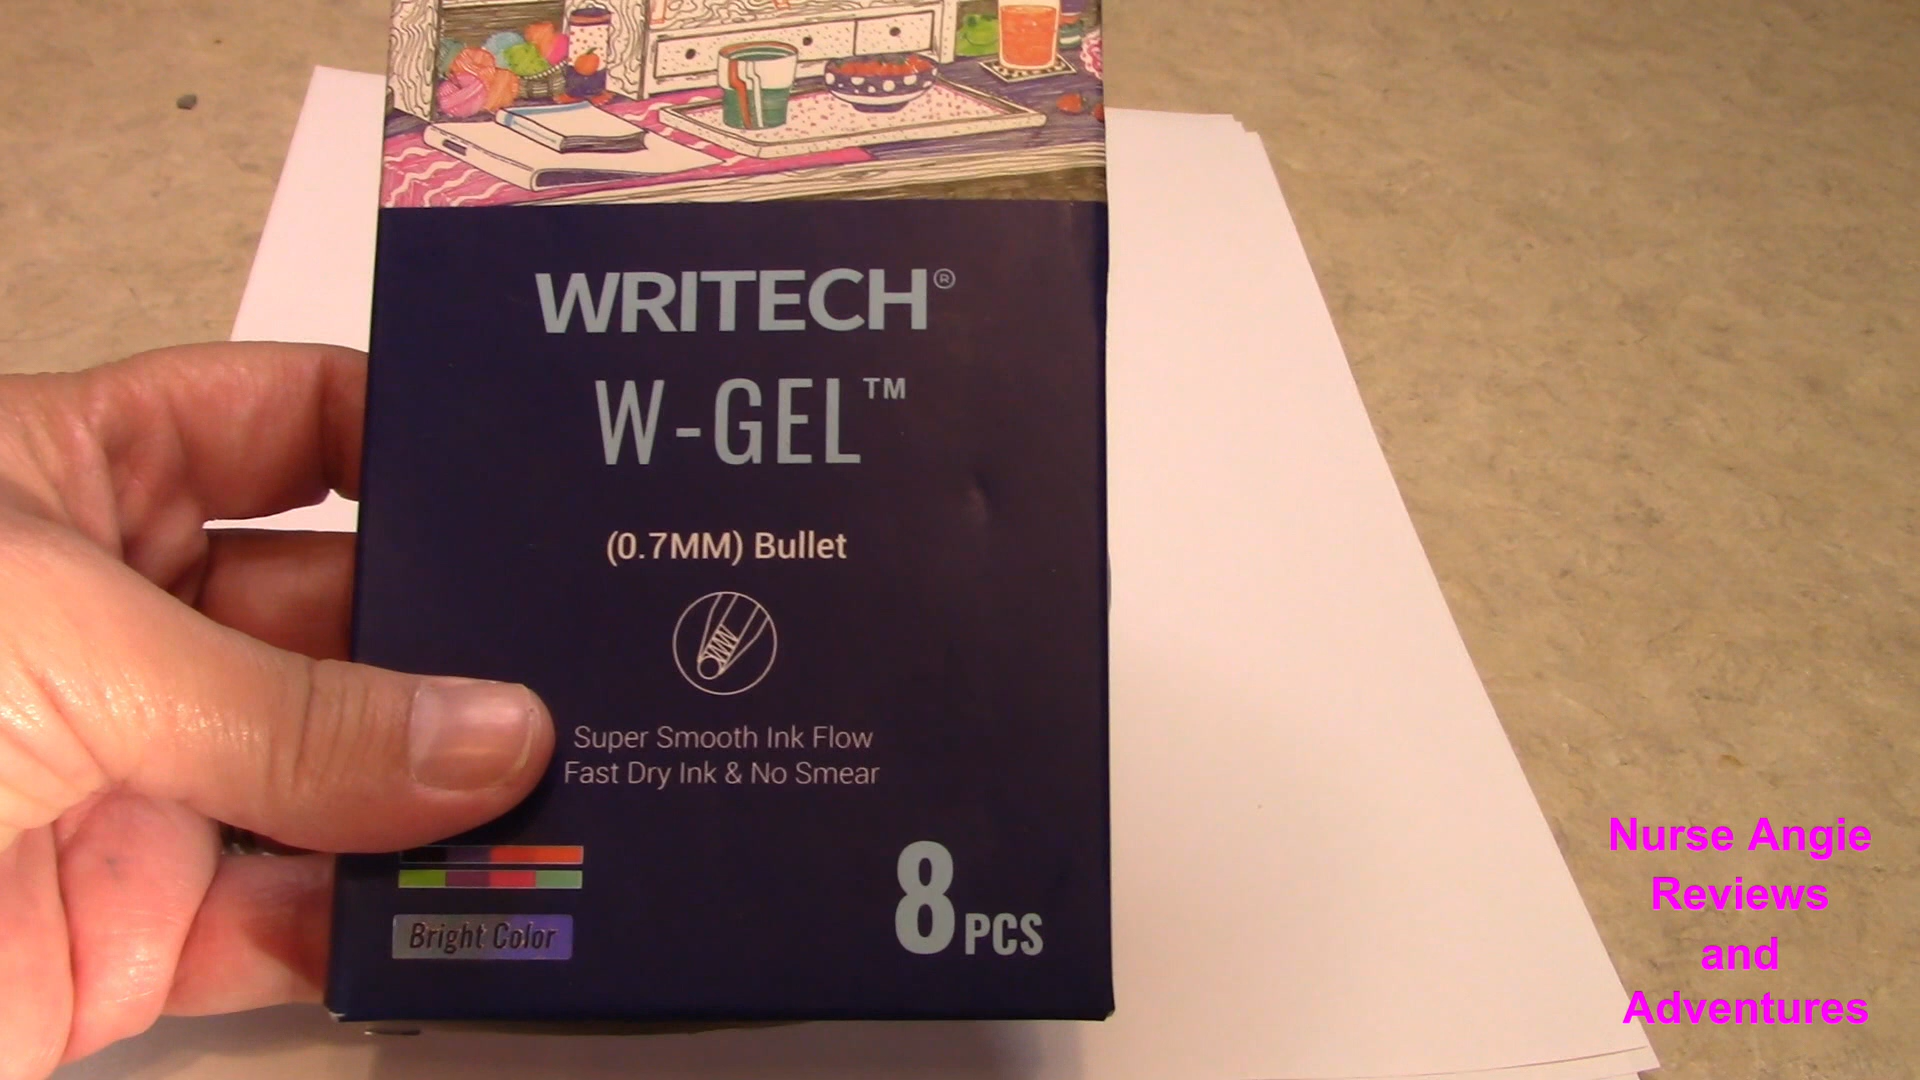 WRITECH®
W-GEL™
(0.7MM) Bullet
Super Smooth Ink Flow
Fast Dry Ink & No Smear
Bright Color
8 PCS
Nurse Angie
Reviews
and
Adventures